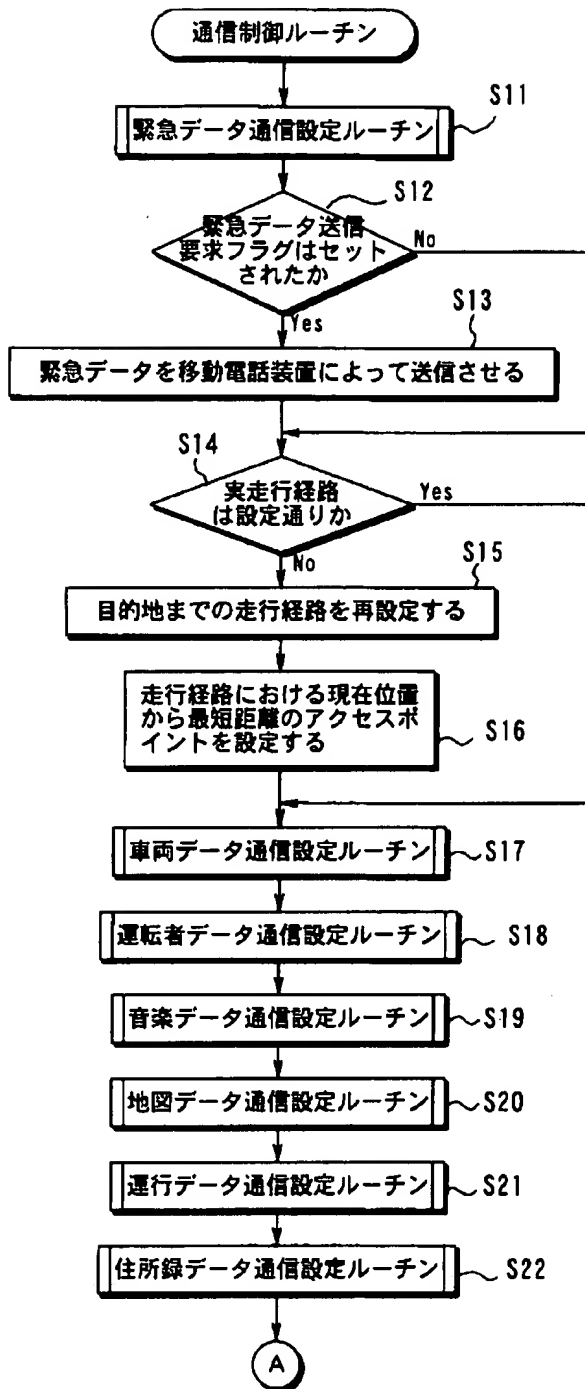 通信制御ルーチン
S11
緊急データ通信設定ルーチン
S12
緊急データ送信
要求フラグはセット
されたか
No
Yes
S13
緊急データを移動電話装置によって送信させる
S14
実走行経路
は設定通りか
Yes
No
S15
目的地までの走行経路を再設定する
走行経路における現在位置
から最短距離のアクセスポ
イントを設定する
S16
車両データ通信設定ルーチン
S17
運転者データ通信設定ルーチン
S18
音楽データ通信設定ルーチン
S19
地図データ通信設定ルーチン
S20
運行データ通信設定ルーチン
S21
住所録データ通信設定ルーチン
S22
A